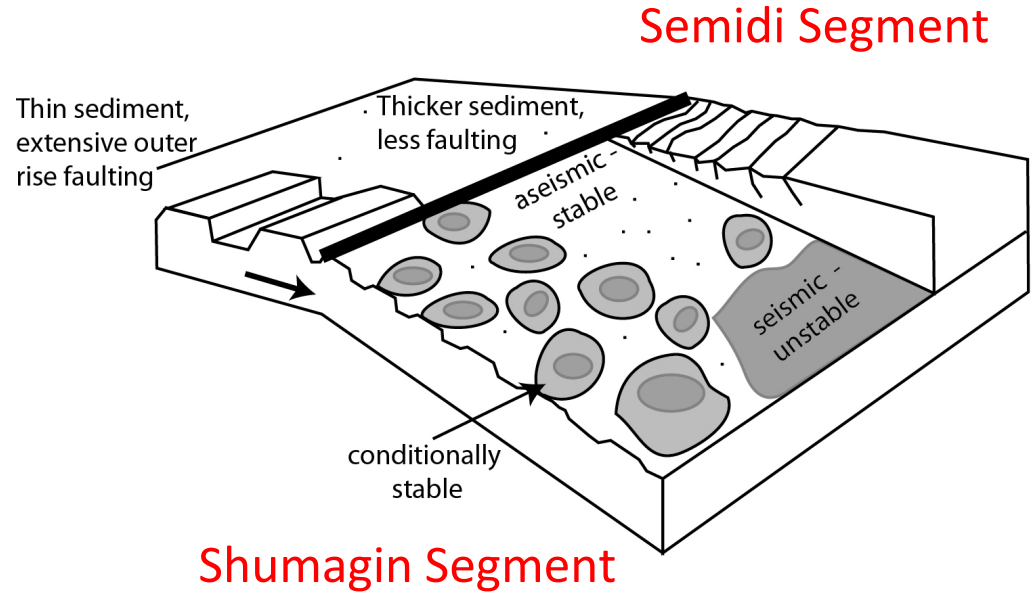 Semidi Segment
Thin sediment,
extensive outer
rise faulting
Thicker sediment,
less faulting
aseismic -
stable
seismic -
unstable
conditionally
stable
Shumagin Segment